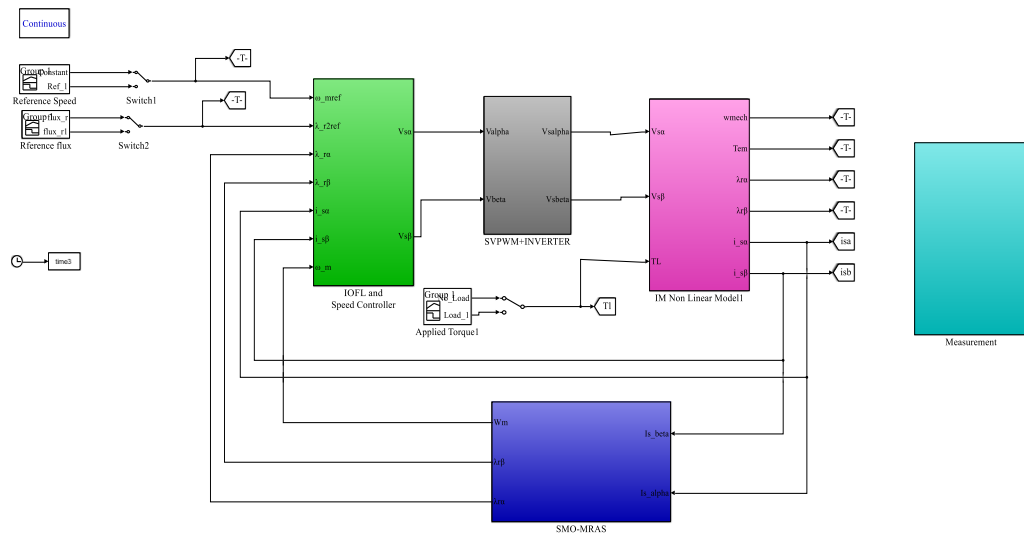 Continuous
-T-
Constant
Ref_1
Reference Speed
Switch1
-T-
flux_r
flux_r1
Rference flux
Switch2
ω_mref
λ_r2ref
λ_rα
λ_rβ
i_sα
i_sβ
ω_m
Vsα
Vsβ
IOFL and
Speed Controller
Valpha
Vbeta
Vsalpha
Vsbeta
SVPWM+INVERTER
Vsα
Vsβ
TL
wmech
Tem
λrα
λrβ
i_sα
i_sβ
IM Non Linear Model1
-T-
-T-
-T-
-T-
isa
isb
time3
Group 1
No_Load
Load_1
Applied Torque1
Tl
Measurement
Wm
λrβ
λrα
Is_beta
Is_alpha
SMO-MRAS